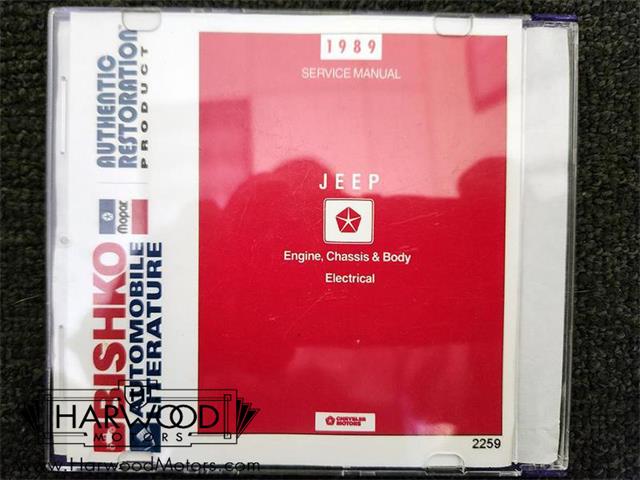 1989
SERVICE MANUAL
JEEP
Engine, Chassis & Body
Electrical
CHRYSLER
MOTORS
2259
AUTHENTIC
RESTORATION
PRODUCT
Mopar
BISHKO
AUTOMOBILE
LITERATURE
HARWOOD
MOTORS
www.HarwoodMotors.com